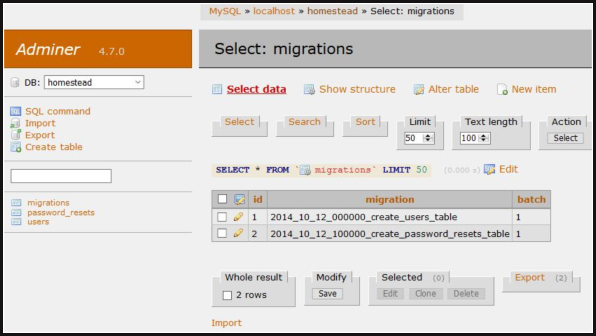 MySQL » localhost » homestead » Select: migrations
Adminer 4.7.0
Select: migrations
DB: homestead
Select data Show structure Alter table New item
SQL command
Import
Export
Create table
Select Search Sort Limit Text length Action
50 100 Select
SELECT * FROM `migrations` LIMIT 50 (0.000 s) Edit
id migration batch
1 2014_10_12_000000_create_users_table 1
2 2014_10_12_100000_create_password_resets_table 1
migrations
password_resets
users
Whole result Modify Selected (0) Export (2)
2 rows Save Edit Clone Delete
Import